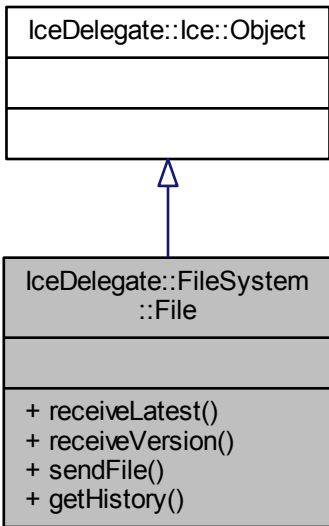 IceDelegate::Ice::Object
IceDelegate::FileSystem
::File
+ receiveLatest()
+ receiveVersion()
+ sendFile()
+ getHistory()